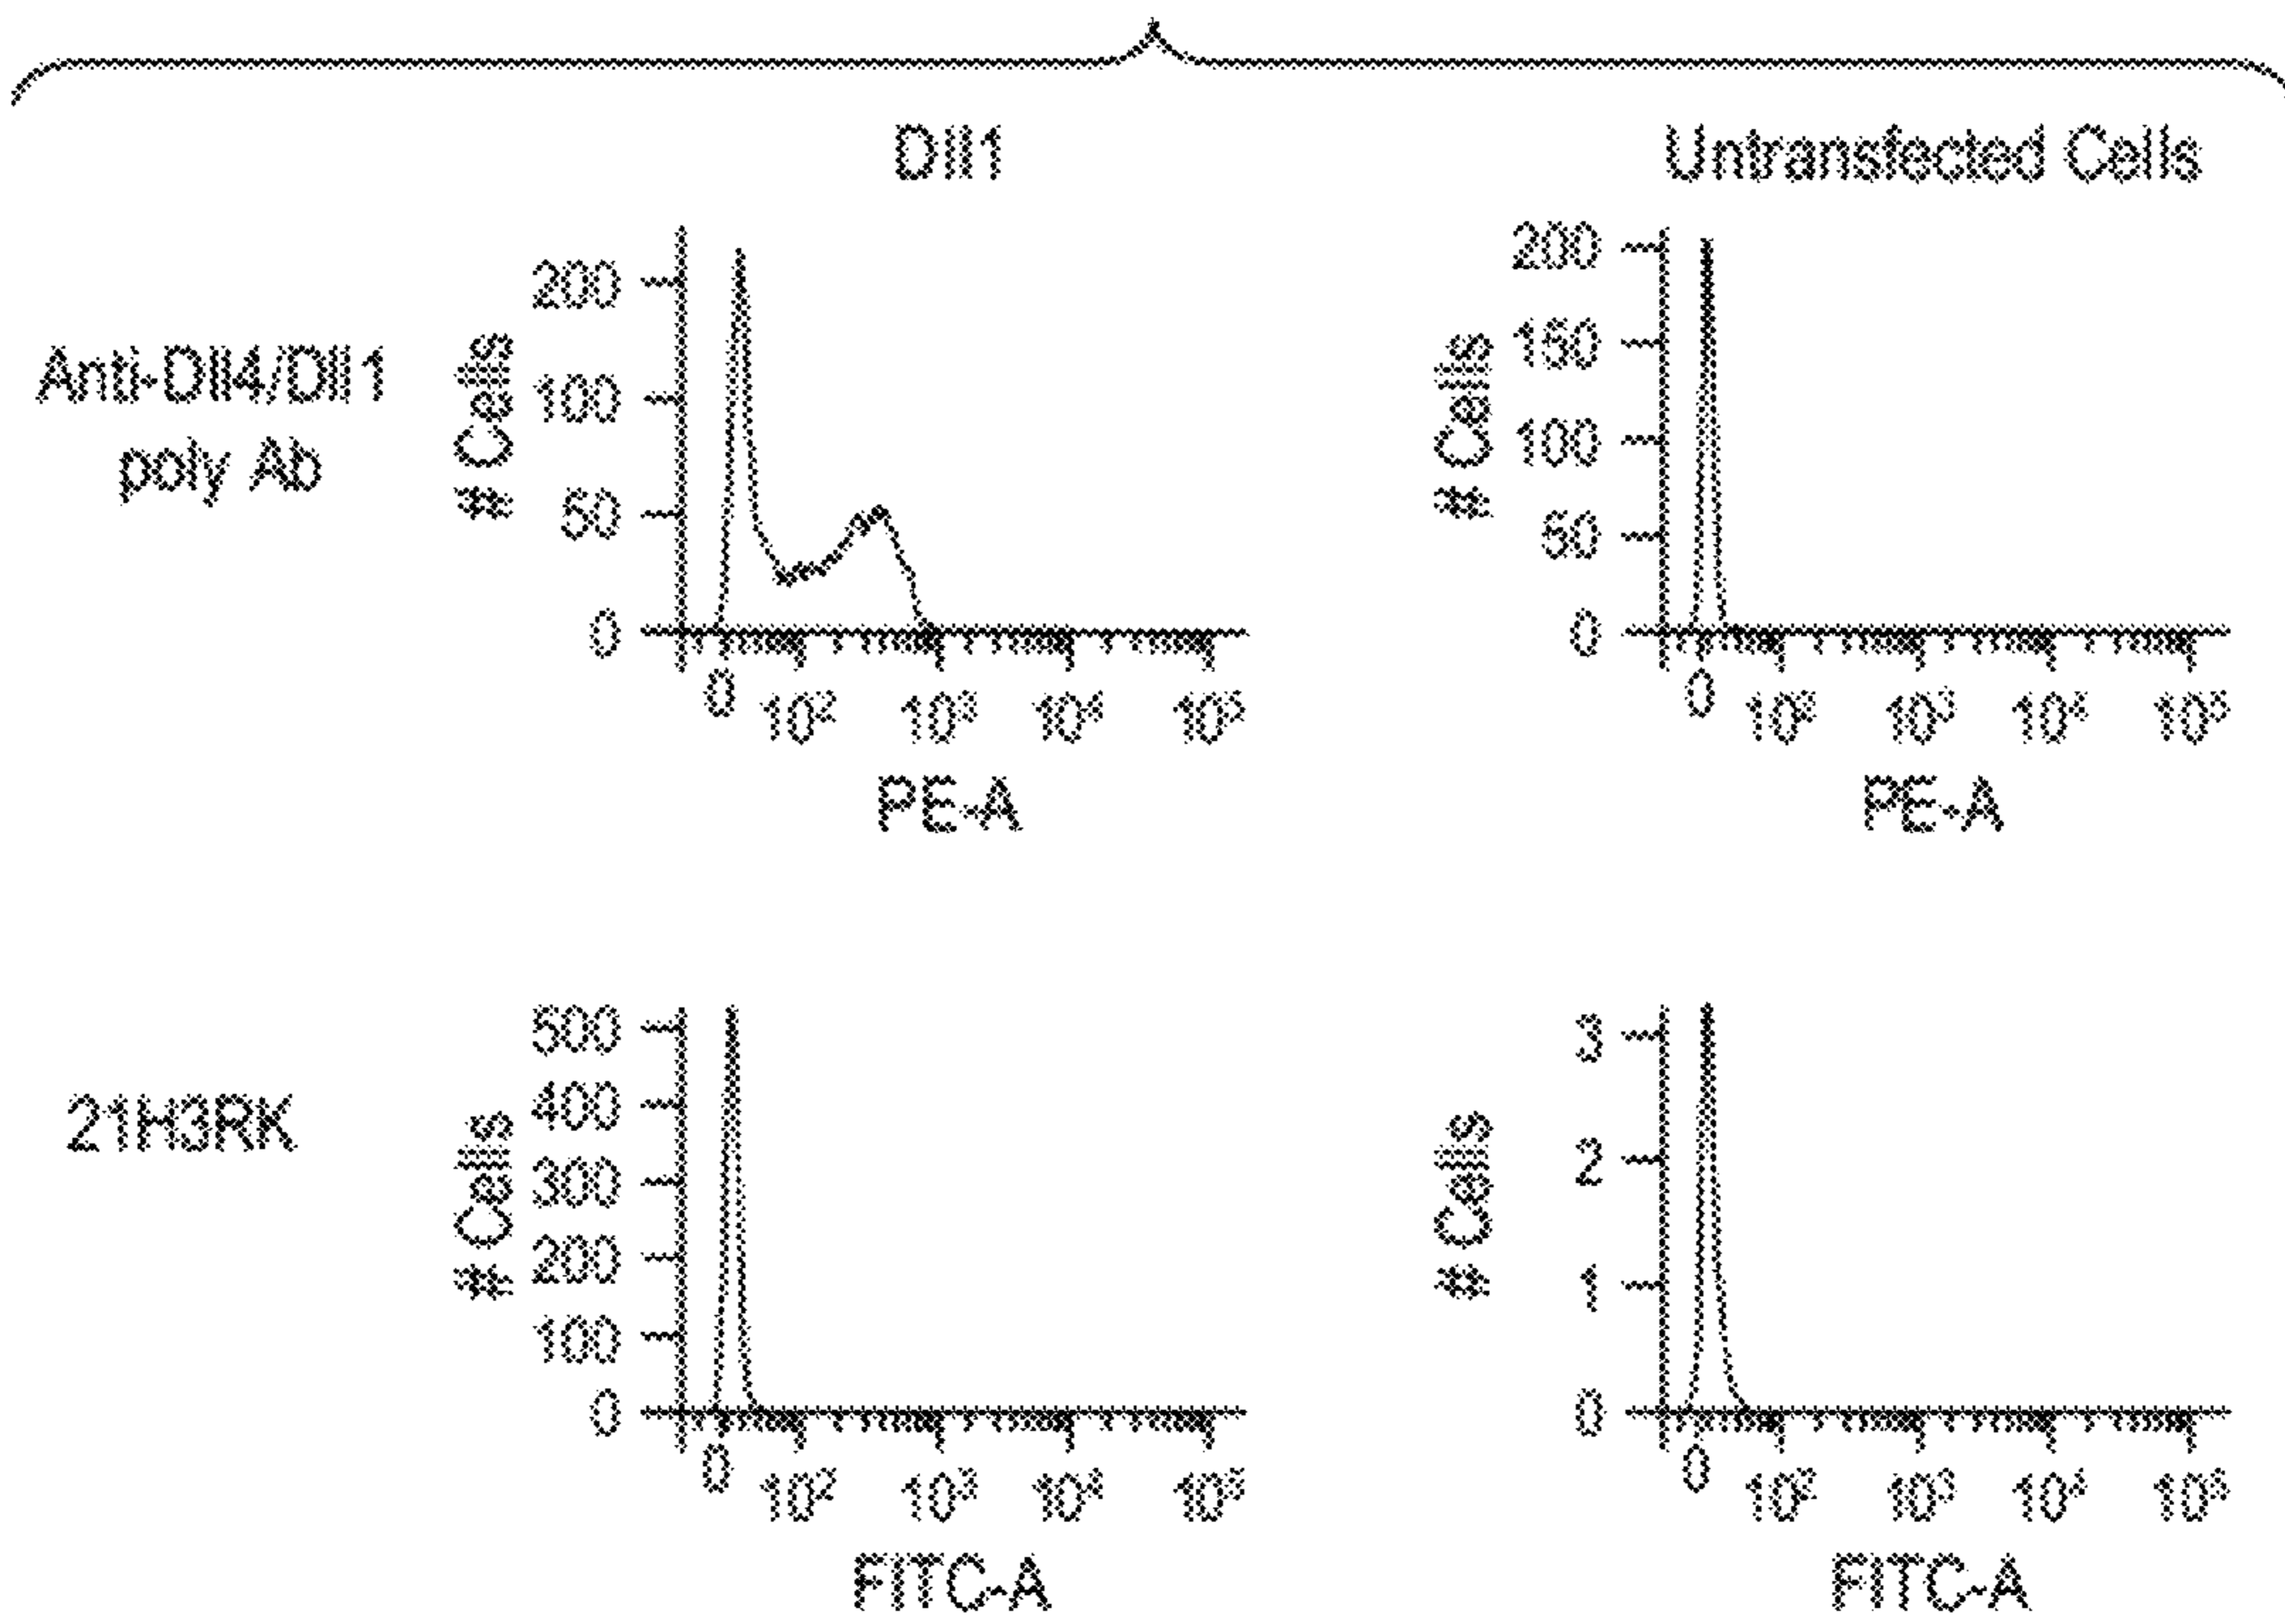 Dll1
Untransfected Cells
Anti-Dll4/Dll1
poly Ab
# Cells
200
100
50
0
0 10² 10³ 10⁴ 10⁵
PE-A
# Cells
200
150
100
50
0
0 10² 10³ 10⁴ 10⁵
PE-A
21H3RK
# Cells
500
400
300
200
100
0
0 10² 10³ 10⁴ 10⁵
FITC-A
# Cells
3
2
1
0
0 10² 10³ 10⁴ 10⁵
FITC-A